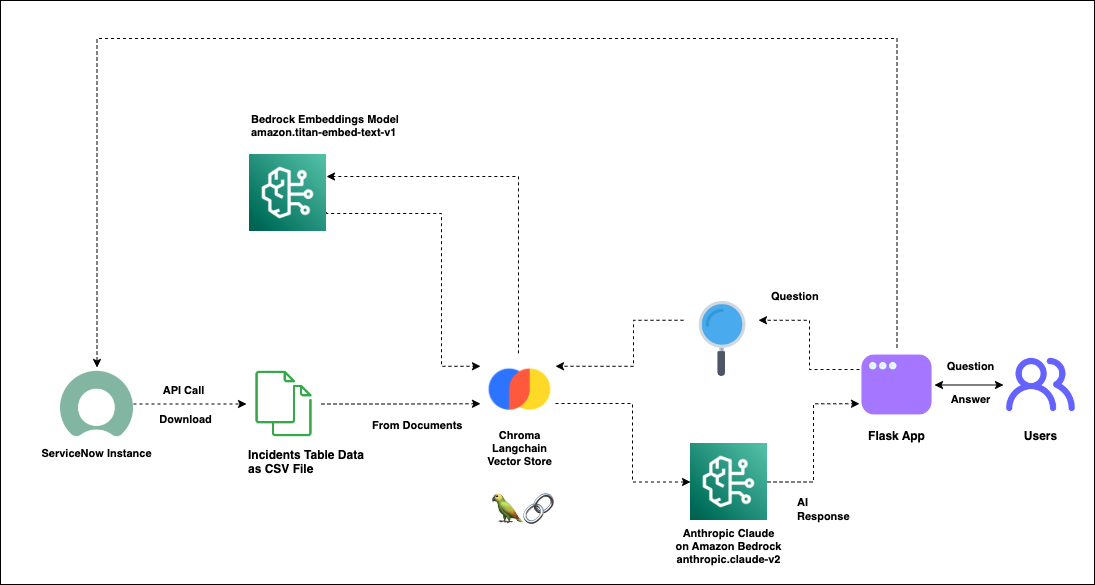 Bedrock Embeddings Model
amazon.titan-embed-text-v1
Question
API Call
Download
ServiceNow Instance
Incidents Table Data
as CSV File
From Documents
Chroma
Langchain
Vector Store
Question
Answer
Flask App
Users
AI
Response
Anthropic Claude
on Amazon Bedrock
anthropic.claude-v2